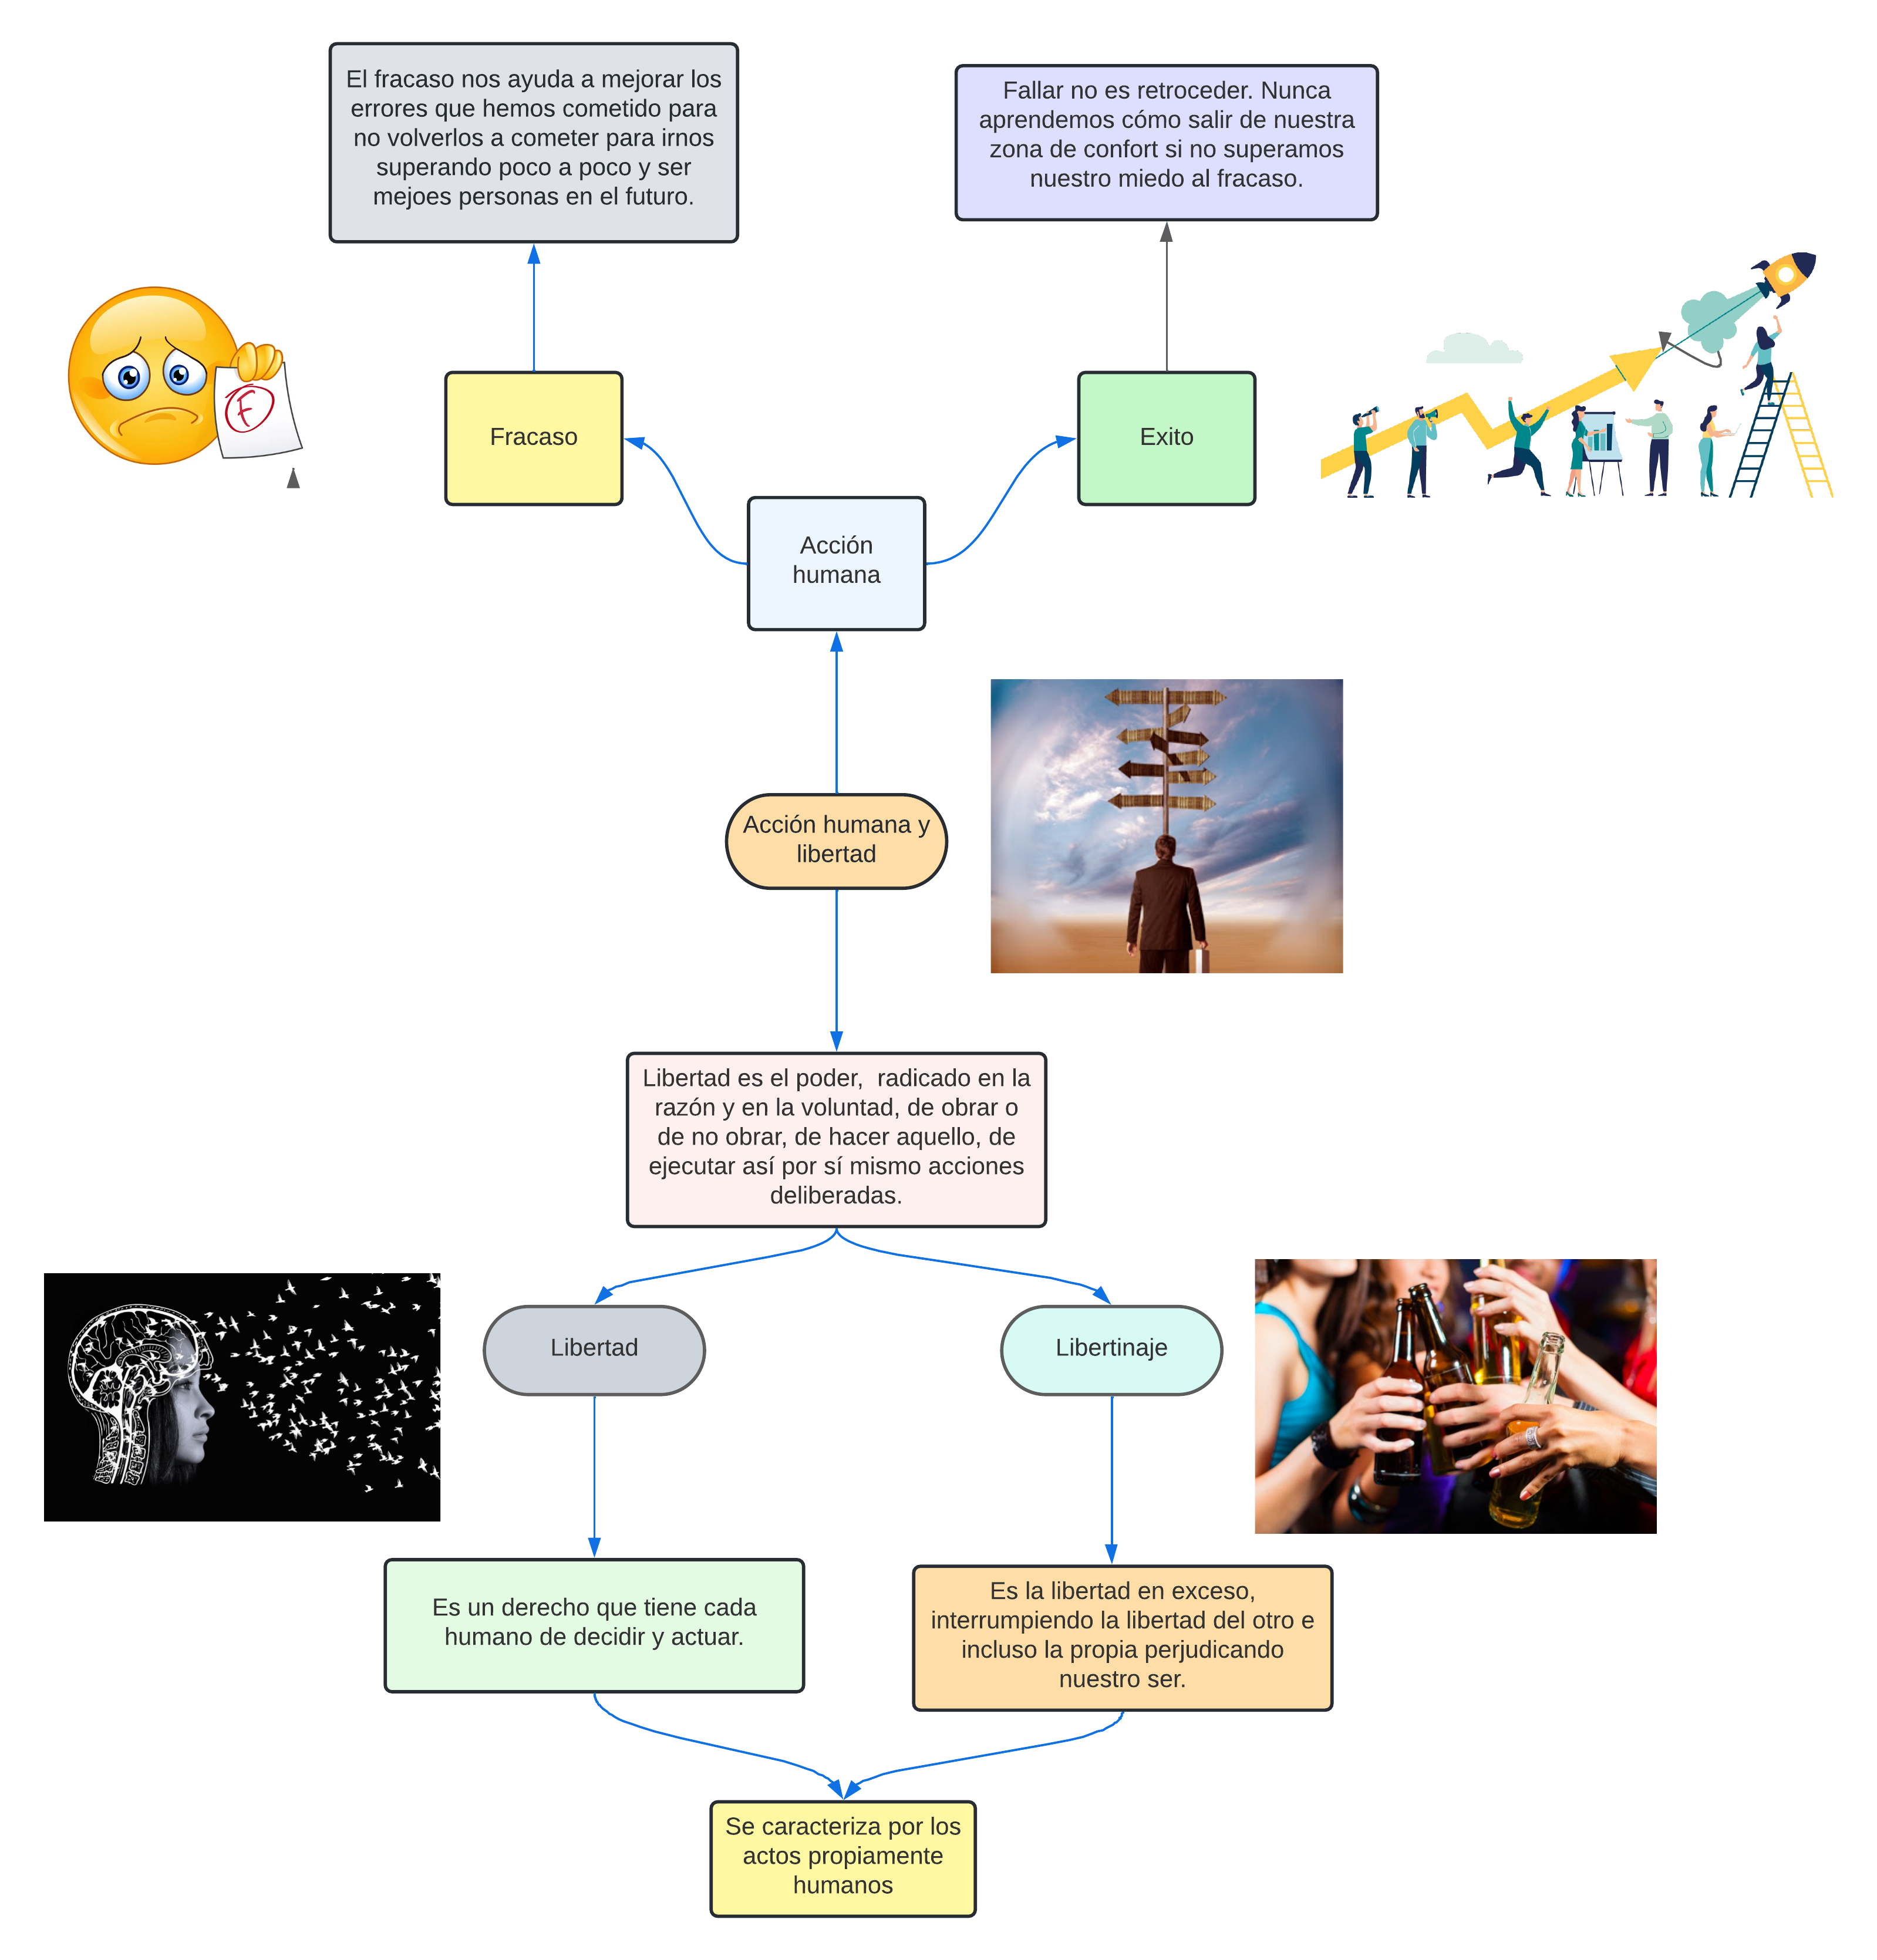 El fracaso nos ayuda a mejorar los
errores que hemos cometido para
no volverlos a cometer para irnos
superando poco a poco y ser
mejoes personas en el futuro.
Fallar no es retroceder. Nunca
aprendemos cómo salir de nuestra
zona de confort si no superamos
nuestro miedo al fracaso.
F
Fracaso
Exito
Acción
humana
Acción humana y
libertad
Libertad es el poder,  radicado en la
razón y en la voluntad, de obrar o
de no obrar, de hacer aquello, de
ejecutar así por sí mismo acciones
deliberadas.
Libertad
Libertinaje
Es un derecho que tiene cada
humano de decidir y actuar.
Es la libertad en exceso,
interrumpiendo la libertad del otro e
incluso la propia perjudicando
nuestro ser.
Se caracteriza por los
actos propiamente
humanos